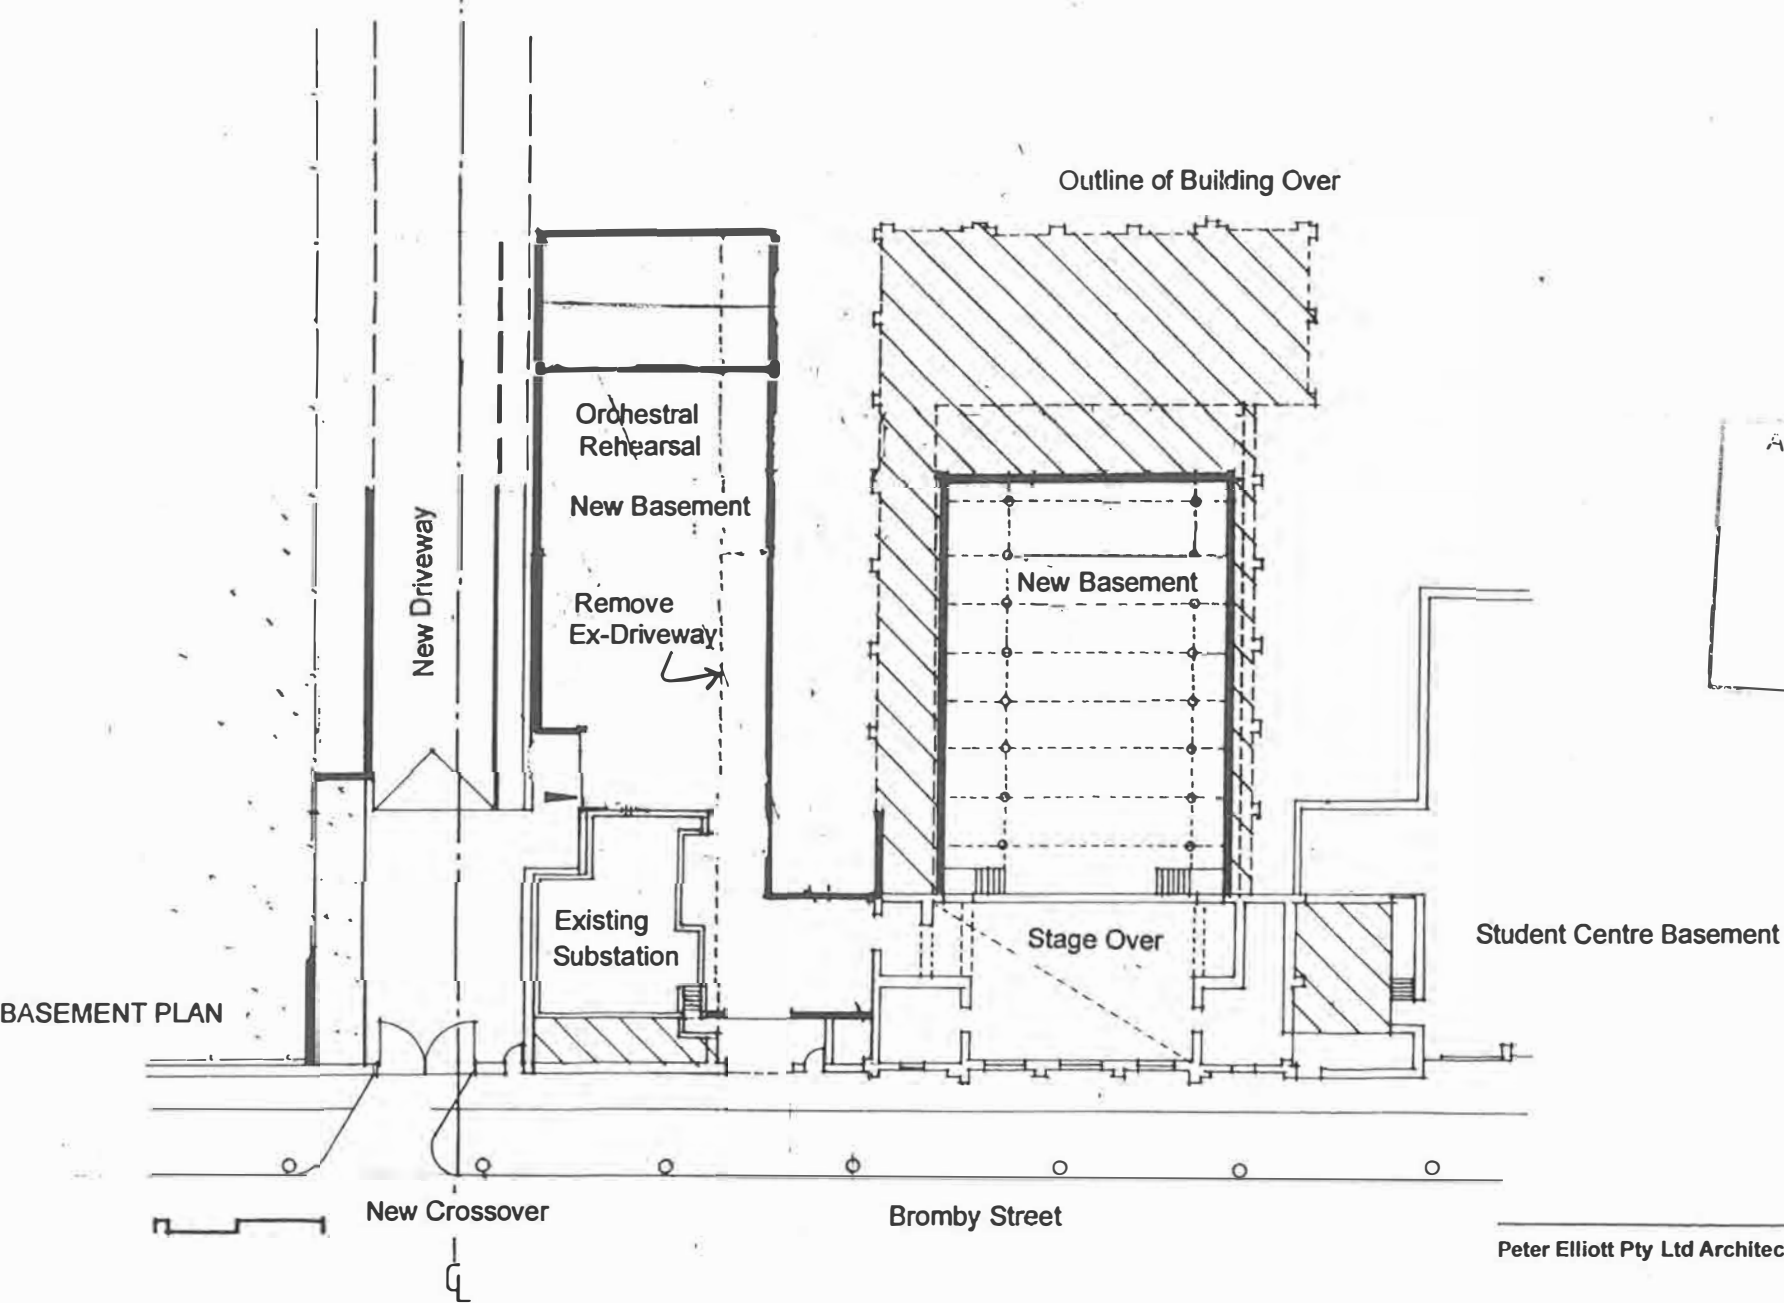 Outline of Building Over
Orchestral
Rehearsal
New Basement
New Driveway
New Basement
Remove
Ex-Driveway
Existing
Substation
Stage Over
Student Centre Basement
BASEMENT PLAN
New Crossover
Bromby Street
Peter Elliott Pty Ltd Architec